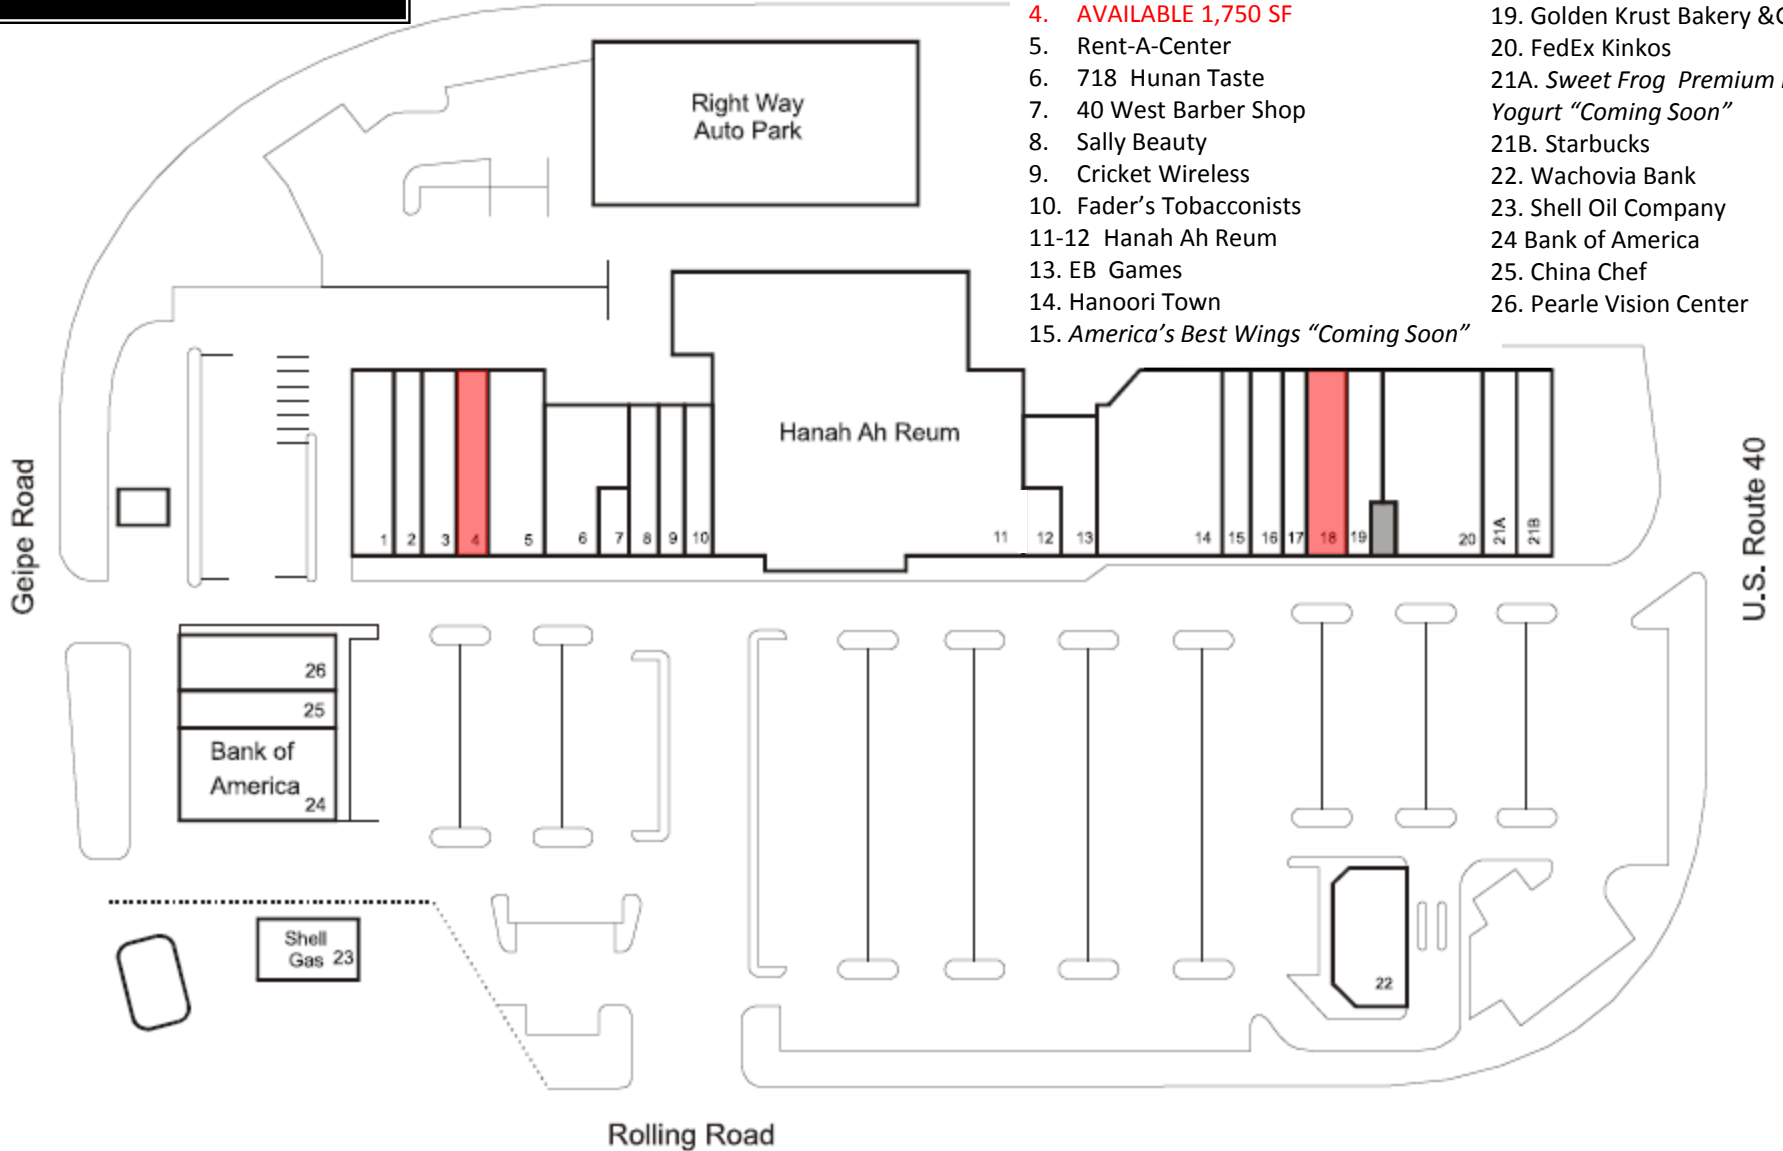 4. AVAILABLE 1,750 SF
5. Rent-A-Center
6. 718 Hunan Taste
7. 40 West Barber Shop
8. Sally Beauty
9. Cricket Wireless
10. Fader’s Tobacconists
11-12 Hanah Ah Reum
13. EB Games
14. Hanoori Town
15. America’s Best Wings “Coming Soon”
19. Golden Krust Bakery &
20. FedEx Kinkos
21A. Sweet Frog Premium
Yogurt “Coming Soon”
21B. Starbucks
22. Wachovia Bank
23. Shell Oil Company
24 Bank of America
25. China Chef
26. Pearle Vision Center
Right Way
Auto Park
Hanah Ah Reum
Geipe Road
U.S. Route 40
1 2 3 4 5 6 7 8 9 10 11 12 13 14 15 16 17 18 19 20 21A 21B
26
25
Bank of
America 24
Shell
Gas 23
22
Rolling Road